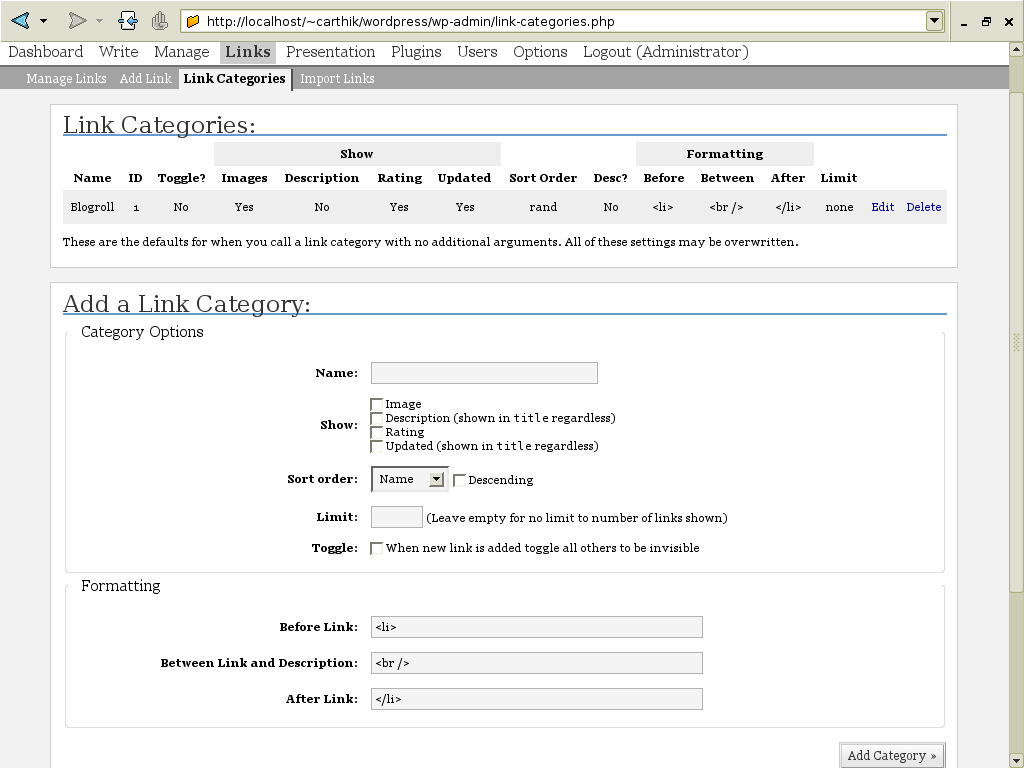 http://localhost/~carthik/wordpress/wp-admin/link-categories.php
Dashboard Write Manage Links Presentation Plugins Users Options Logout (Administrator)
Manage Links Add Link Link Categories Import Links
Link Categories:
Show Formatting
Name ID Toggle? Images Description Rating Updated Sort Order Desc? Before Between After Limit
Blogroll 1 No Yes No Yes Yes rand No <li> <br /> </li> none Edit Delete
These are the defaults for when you call a link category with no additional arguments. All of these settings may be overwritten.
Add a Link Category:
Category Options
Name:
Show:
Image
Description (shown in title regardless)
Rating
Updated (shown in title regardless)
Sort order: Name Descending
Limit: (Leave empty for no limit to number of links shown)
Toggle: When new link is added toggle all others to be invisible
Formatting
Before Link: <li>
Between Link and Description: <br />
After Link: </li>
Add Category »